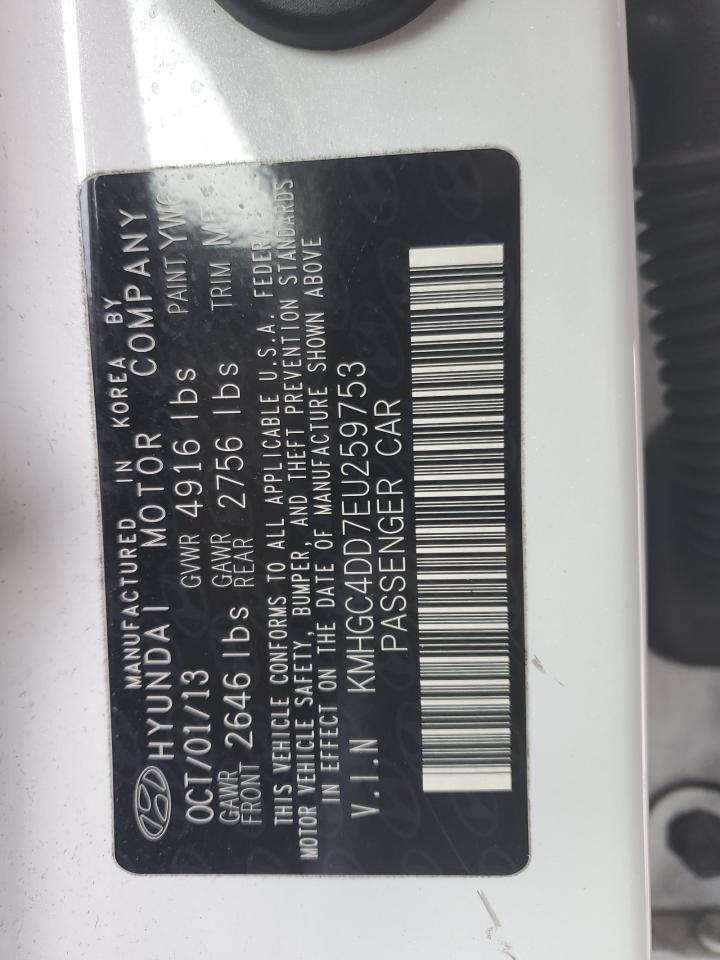 MANUFACTURED IN KOREA BY
HYUNDAI MOTOR COMPANY
OCT/01/13 GVWR 4916 lbs PAINT
GAWR FRONT 2646 lbs GAWR REAR 2756 lbs TRIM
THIS VEHICLE CONFORMS TO ALL APPLICABLE U.S.A.
MOTOR VEHICLE SAFETY, BUMPER, AND THEFT PREVENTION STANDARDS
IN EFFECT ON THE DATE OF MANUFACTURE SHOWN ABOVE
V.I.N KMHGC4DD7EU259753
PASSENGER CAR